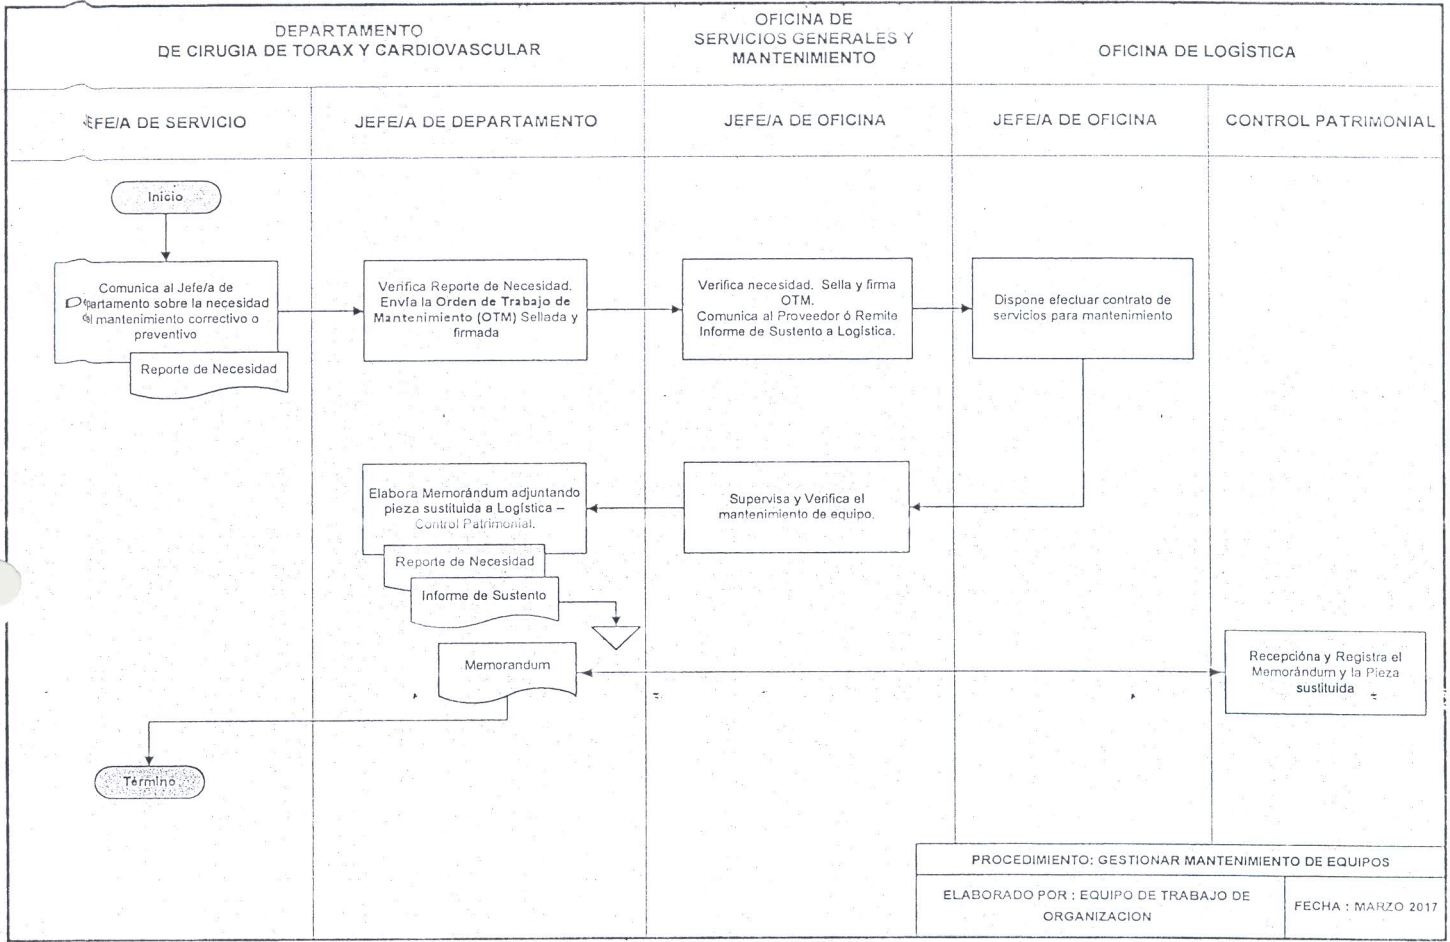 DEPARTAMENTO
DE CIRUGIA DE TORAX Y CARDIOVASCULAR
OFICINA DE
SERVICIOS GENERALES Y
MANTENIMIENTO
OFICINA DE LOGÍSTICA
JEFE/A DE SERVICIO
JEFE/A DE DEPARTAMENTO
JEFE/A DE OFICINA
JEFE/A DE OFICINA
CONTROL PATRIMONIAL
Inicio
Comunica al Jefe/a de
Departamento sobre la necesidad
del mantenimiento correctivo o
preventivo
Reporte de Necesidad
Verifica Reporte de Necesidad.
Envía la Orden de Trabajo de
Mantenimiento (OTM) Sellada y
firmada
Verifica necesidad. Sella y firma
OTM.
Comunica al Proveedor ó Remite
Informe de Sustento a Logística.
Dispone efectuar contrato de
servicios para mantenimiento
Elabora Memorándum adjuntando
pieza sustituida a Logística –
Control Patrimonial.
Reporte de Necesidad
Informe de Sustento
Memorandum
Supervisa y Verifica el
mantenimiento de equipo.
Recepcióna y Registra el
Memorándum y la Pieza
sustituida
Término
PROCEDIMIENTO: GESTIONAR MANTENIMIENTO DE EQUIPOS
ELABORADO POR : EQUIPO DE TRABAJO DE
ORGANIZACION
FECHA : MARZO 2017